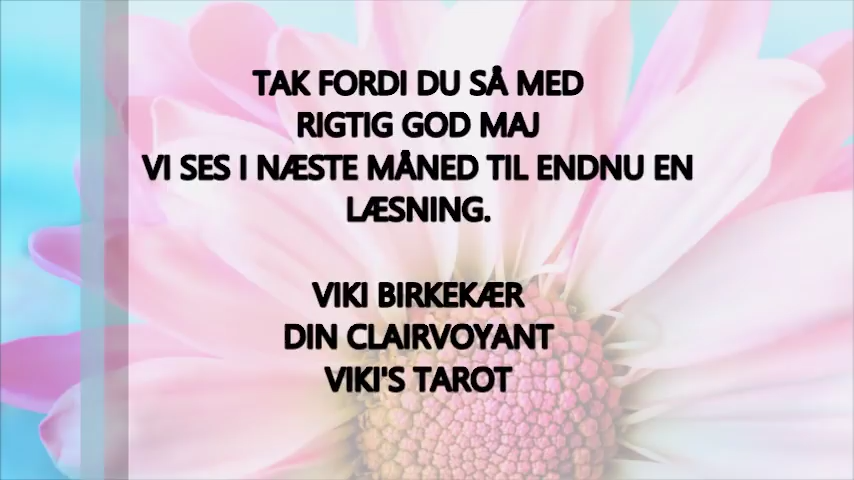 TAK FORDI DU SÅ MED
RIGTIG GOD MAJ
VI SES I NÆSTE MÅNED TIL ENDNU EN
LÆSNING.
VIKI BIRKEKÆR
DIN CLAIRVOYANT
VIKI'S TAROT